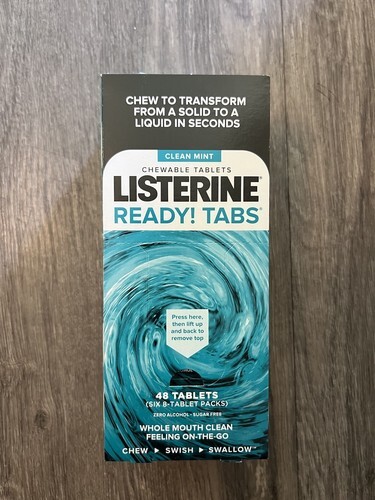 CHEW TO TRANSFORM
FROM A SOLID TO A
LIQUID IN SECONDS
CLEAN MINT
CHEWABLE TABLETS
LISTERINE®
READY! TABS™
Press here,
then lift up
and back to
remove top
48 TABLETS
(SIX 8-TABLET PACKS)
ZERO ALCOHOL • SUGAR FREE
WHOLE MOUTH CLEAN
FEELING ON-THE-GO
CHEW ▶ SWISH ▶ SWALLOW™